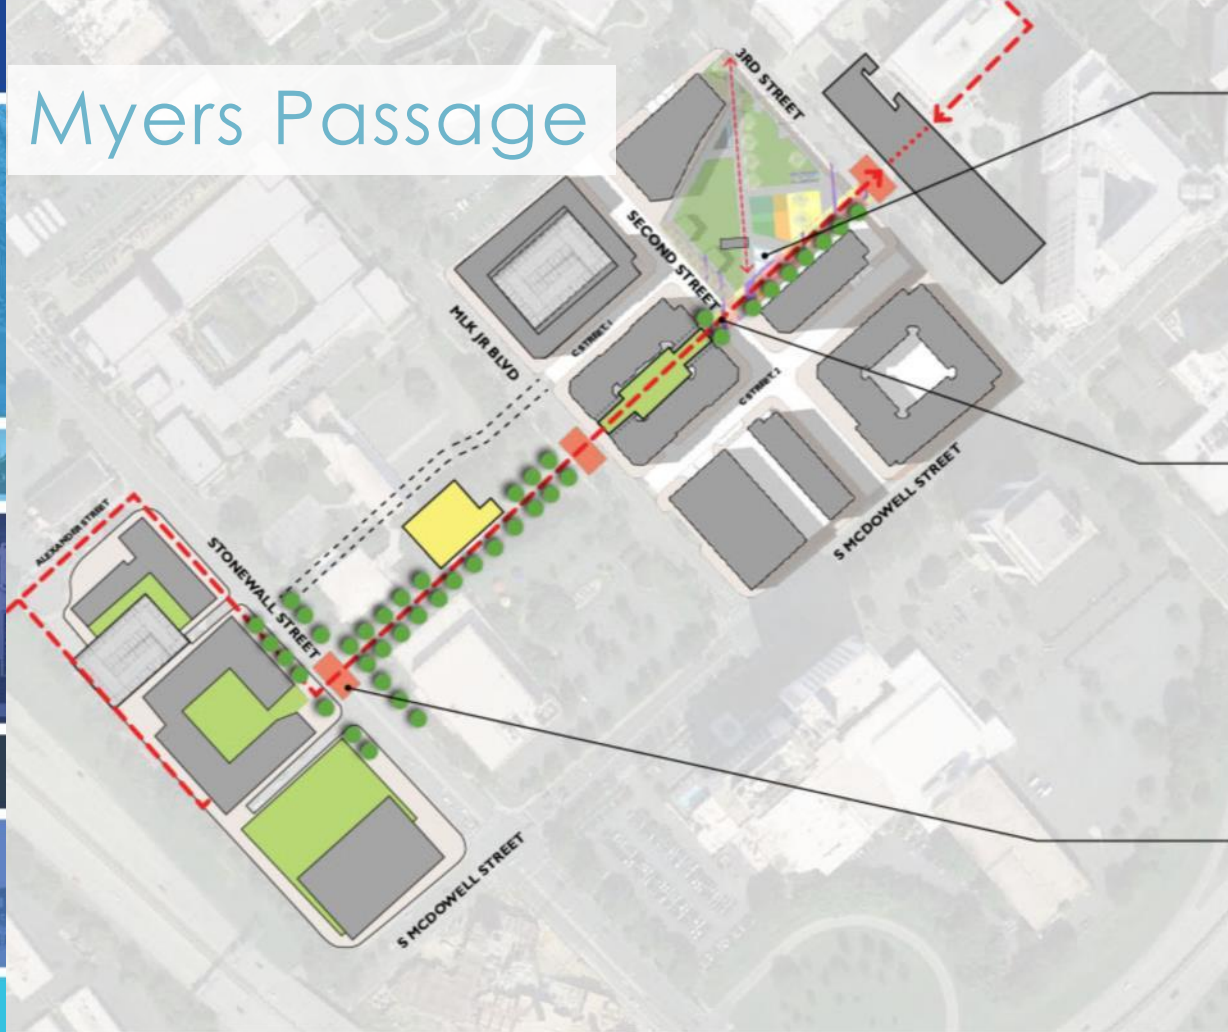 Myers Passage
3RD STREET
SECOND STREET
MLK JR BLVD
C STREET 1
C STREET 2
S MCDOWELL STREET
ALEXANDER STREET
STONEWALL STREET
S MCDOWELL STREET